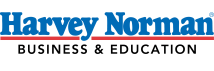 Harvey Norman®
BUSINESS & EDUCATION